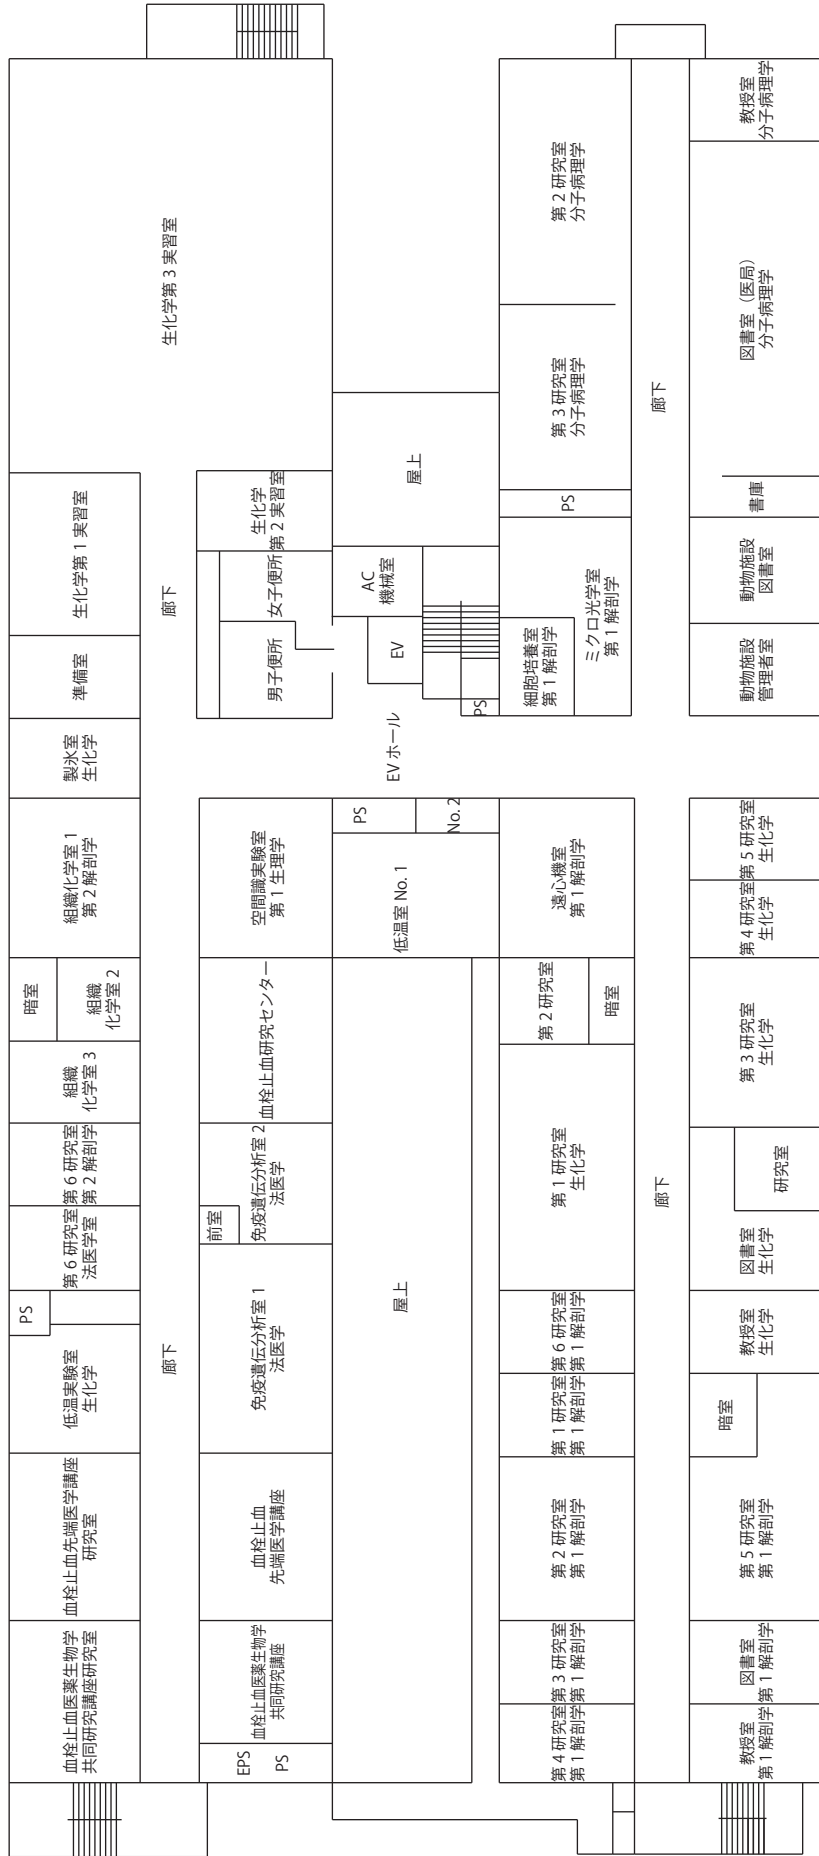 生化学第 3 実習室
生化学第 1 実習室
準備室
製氷室
生化学
組織化学室 1
第 2 解剖学
暗室
組織
化学室 2
組織
化学室 3
第 6 研究室
第 2 解剖学
第 6 研究室
法医学室
PS
低温実験室
生化学
血栓止血先端医学講座
研究室
血栓止血医薬生物学
共同研究講座研究室
廊下
廊下
生化学
第 2 実習室
女子便所
男子便所
空間識実験室
第 1 生理学
血栓止血研究センター
免疫遺伝分析室 2
法医学
前室
免疫遺伝分析室 1
法医学
血栓止血
先端医学講座
血栓止血医薬生物学
共同研究講座
EPS
PS
屋上
AC
機械室
EV
EV ホール
PS
PS
No. 2
低温室 No. 1
屋上
第 2 研究室
分子病理学
第 3 研究室
分子病理学
PS
ミクロ光学室
第 1 解剖学
細胞培養室
第 1 解剖学
遠心機室
第 1 解剖学
第 2 研究室
暗室
第 1 研究室
生化学
第 6 研究室
第 1 解剖学
第 1 研究室
第 1 解剖学
第 2 研究室
第 1 解剖学
第 3 研究室
第 1 解剖学
第 4 研究室
第 1 解剖学
廊下
廊下
教授室
分子病理学
図書室（医局）
分子病理学
書庫
動物施設
図書室
動物施設
管理者室
第 5 研究室
生化学
第 4 研究室
生化学
第 3 研究室
生化学
研究室
図書室
生化学
教授室
生化学
暗室
第 5 研究室
第 1 解剖学
図書室
第 1 解剖学
教授室
第 1 解剖学